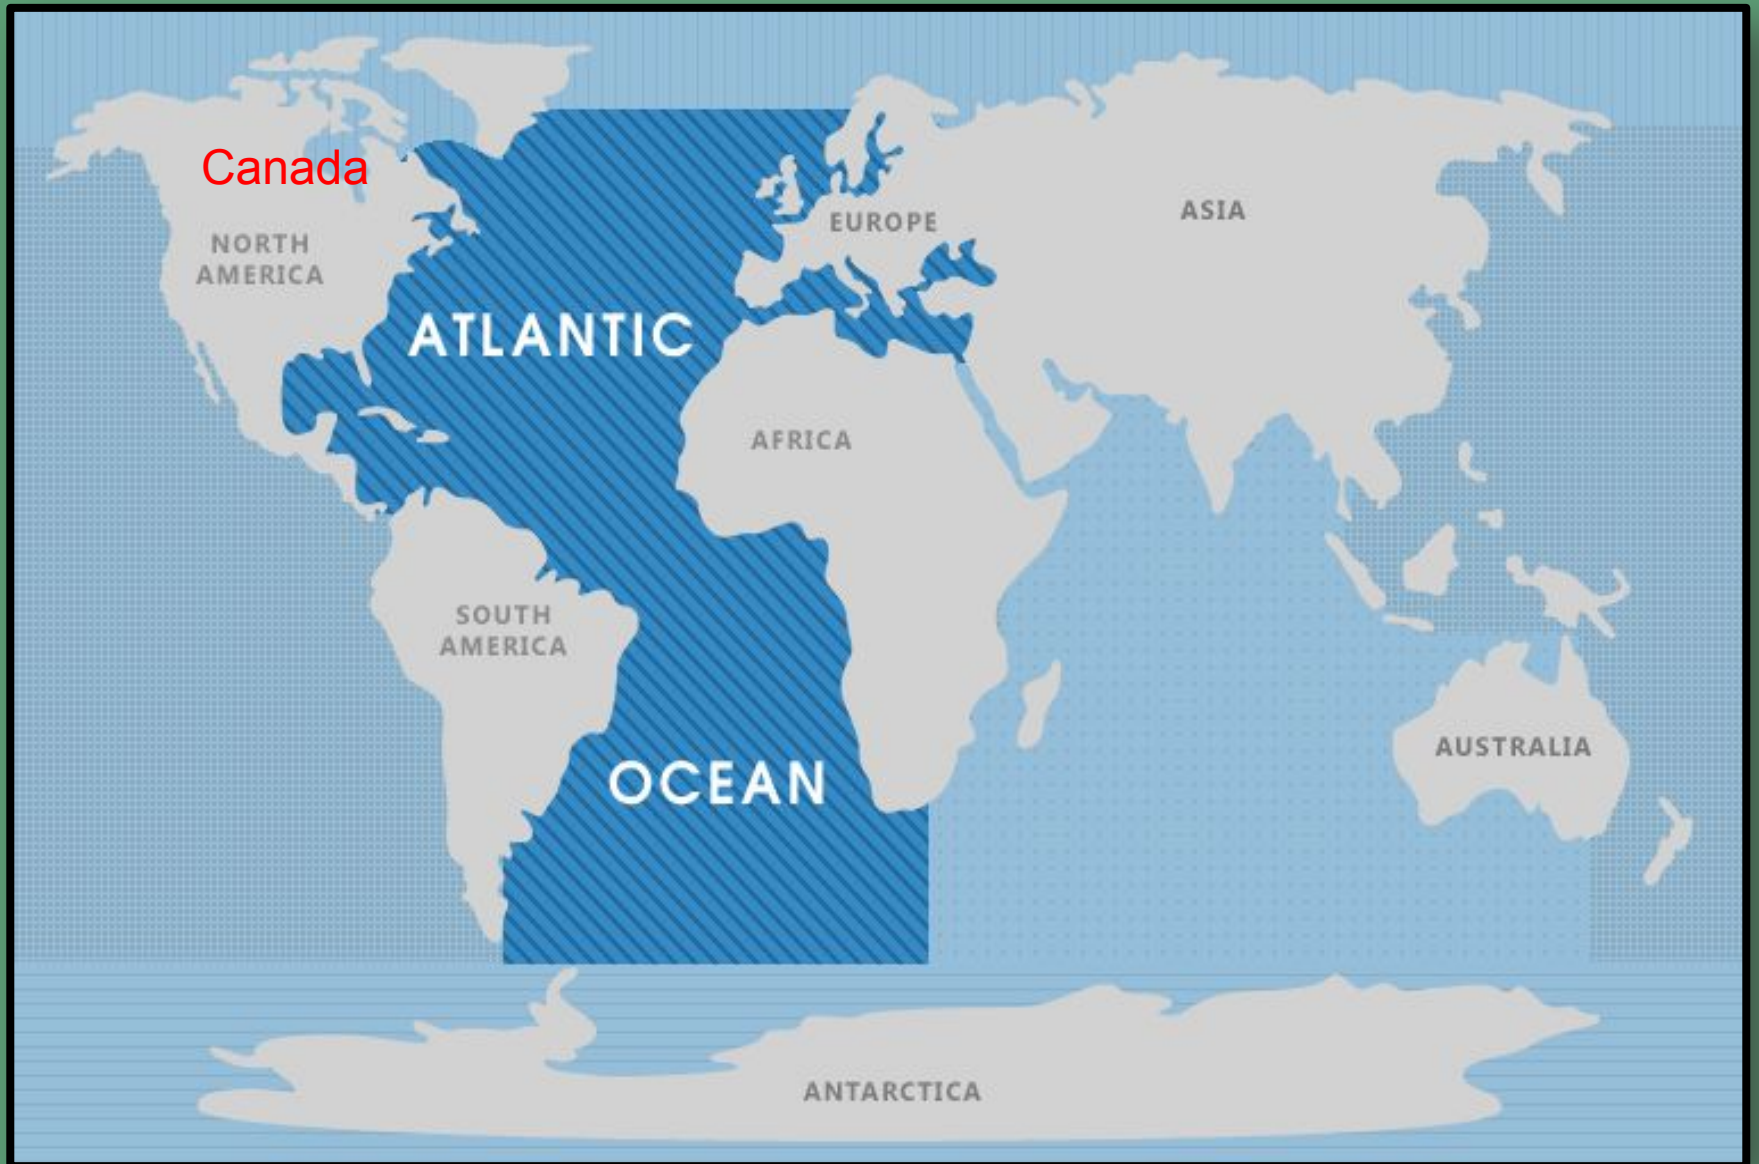 Canada
NORTH
AMERICA
EUROPE
ASIA
ATLANTIC
AFRICA
SOUTH
AMERICA
AUSTRALIA
OCEAN
ANTARCTICA